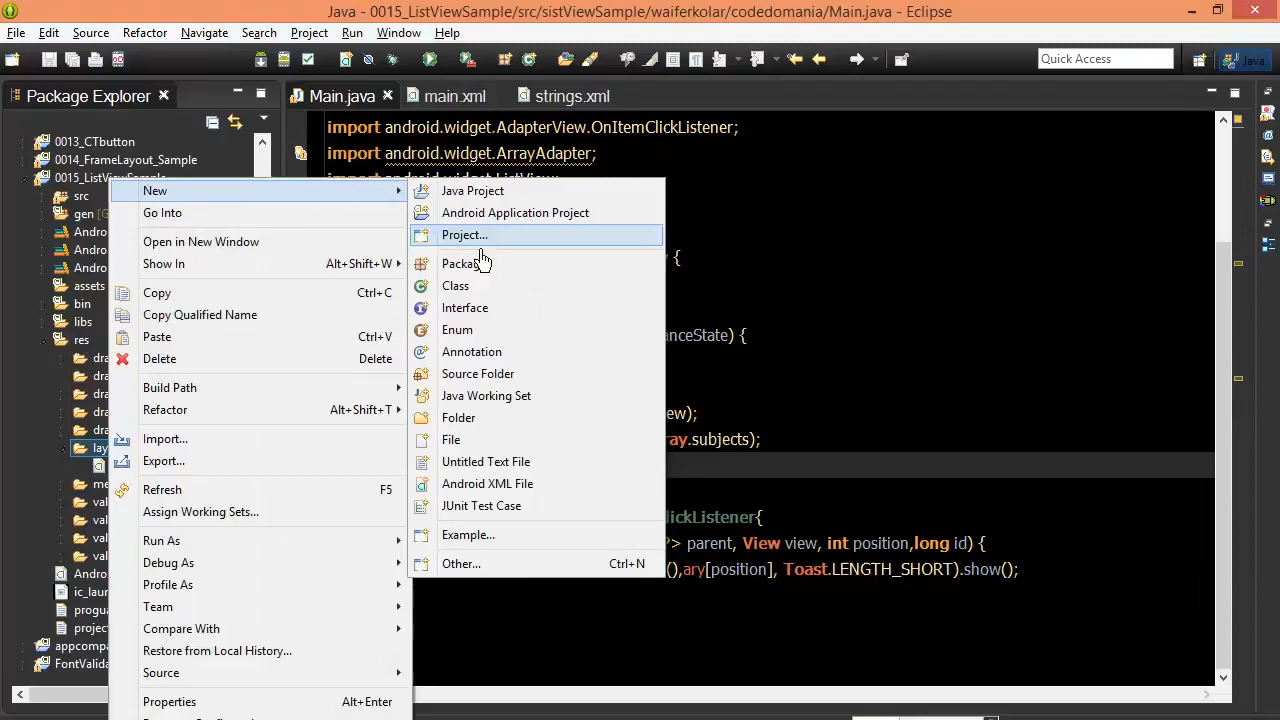 Java - 0015_ListViewSample/src/sistViewSample/waiferkolar/codedomania/Main.java - Eclipse
File Edit Source Refactor Navigate Search Project Run Window Help
Quick Access
Java
Package Explorer
Main.java
main.xml
strings.xml
0013_CTbutton
0014_FrameLayout_Sample
0015_ListViewSample
src
gen
assets
bin
libs
res
import android.widget.AdapterView.OnItemClickListener;
import android.widget.ArrayAdapter;
import android.widget.ListView;
{
) {
.subjects);
{
?> parent, View view, int position,long id) {
(),ary[position], Toast.LENGTH_SHORT).show();
New
Go Into
Open in New Window
Show In Alt+Shift+W
Copy Ctrl+C
Copy Qualified Name
Paste Ctrl+V
Delete Delete
Build Path
Refactor Alt+Shift+T
Import...
Export...
Refresh F5
Assign Working Sets...
Run As
Debug As
Profile As
Team
Compare With
Restore from Local History...
Source
Properties Alt+Enter
Java Project
Android Application Project
Project...
Class
Interface
Enum
Annotation
Source Folder
Java Working Set
Folder
File
Untitled Text File
Android XML File
JUnit Test Case
Example...
Other... Ctrl+N